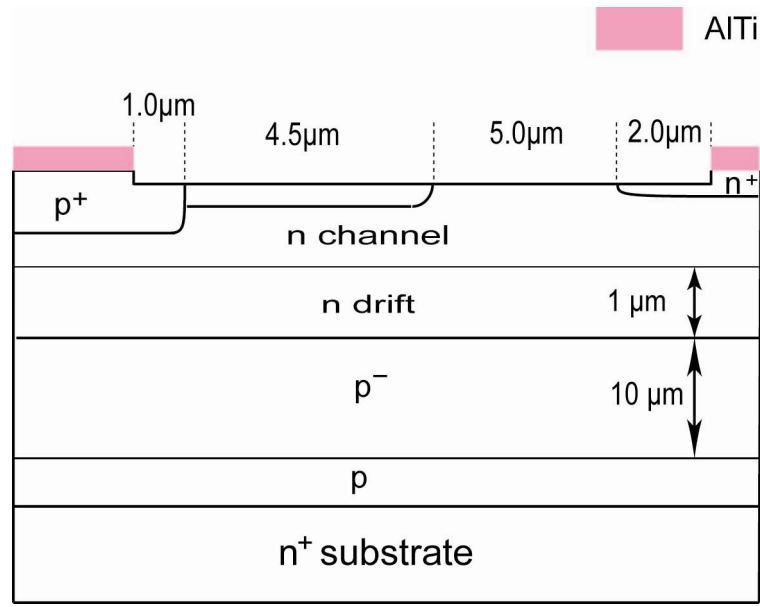 AlTi
1.0μm
4.5μm
5.0μm
2.0μm
p⁺
n⁺
n channel
n drift
1 μm
p⁻
10 μm
p
n⁺ substrate